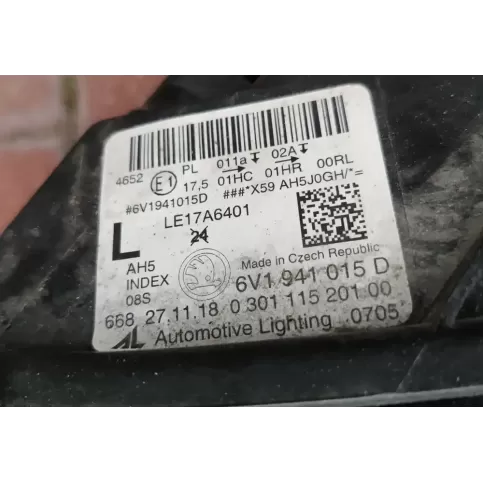 4652 E1 PL 011a 02A
17,5 01HC 01HR 00RL
#6V1941015D ###*X59 AH5J0GH/*=
L LE17A6401
24
AH5
INDEX
08S
Made in Czech Republic
6V1 941 015 D
668 27.11.18 0 301 115 201 00
AL Automotive Lighting 0705